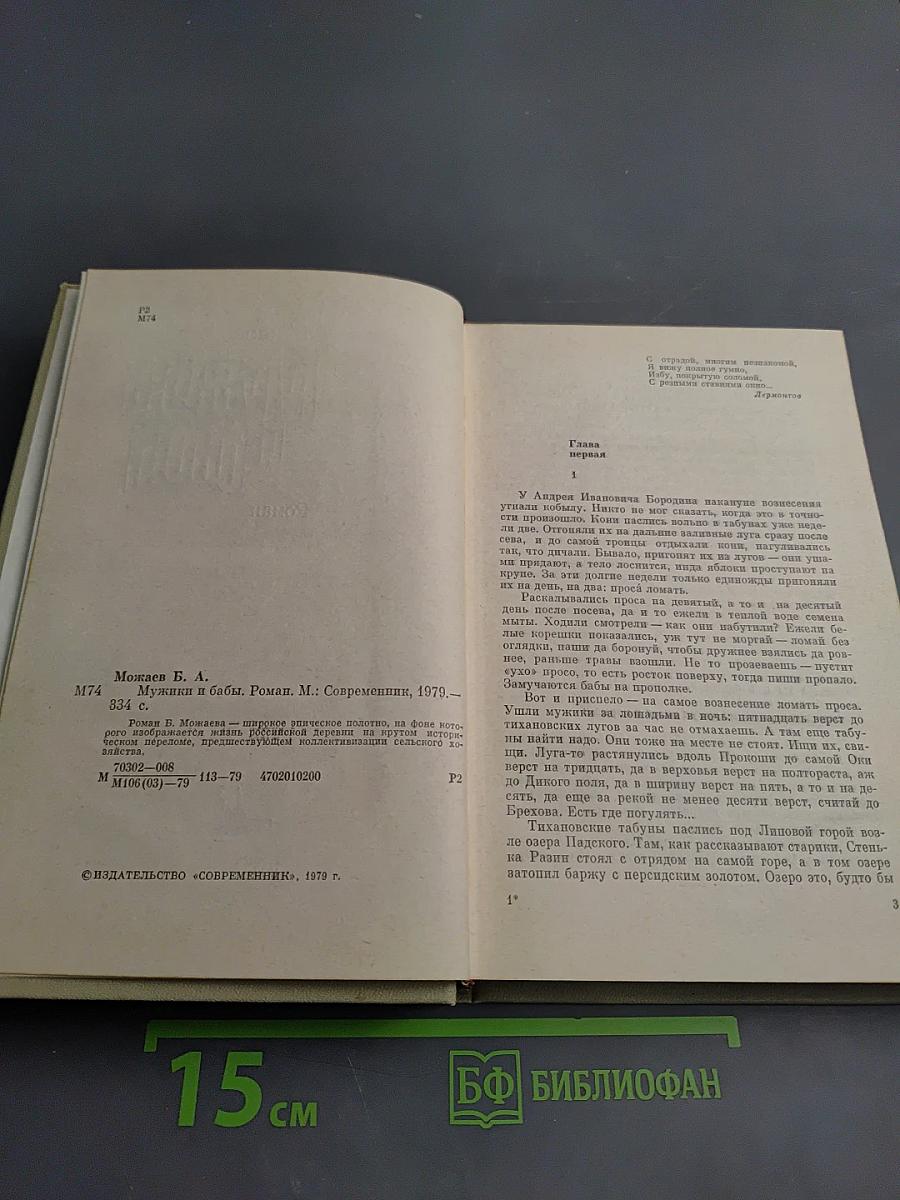 Р2
М74
Можаев Б. А.
М74 Мужики и бабы. Роман. М.: Современник, 1979.—
334 с.
Роман Б. Можаева — широкое эпическое полотно, на фоне кото-
рого изображается жизнь российской деревни на крутом истори-
ческом переломе, предшествующем коллективизации сельского хо-
зяйства.
М 70302—008
М106(03)—79 113—79 4702010200 Р2
©ИЗДАТЕЛЬСТВО «СОВРЕМЕННИК», 1979 г.
С отрадой, многим незнакомой,
Я вижу полное гумно,
Избу, покрытую соломой,
С резными ставнями окно...
Лермонтов
Глава
первая
1
У Андрея Ивановича Бородина накануне вознесения
угнали кобылу. Никто не мог сказать, когда это в точно-
сти произошло. Кони паслись вольно в табунах уже неде-
ли две. Отгоняли их на дальние заливные луга сразу после
сева, и до самой троицы отдыхали кони, нагуливались
так, что дичали. Бывало, пригонят их из лугов — они уша-
ми прядают, а тело лоснится, инда яблоки проступают на
крупе. За эти долгие недели только единожды пригоняли
их на день, на два: проса́ ломать.
Раскалывались проса на девятый, а то и на десятый
день после посева, да и то ежели в теплой воде семена
мыты. Ходили смотрели — как они набутили? Ежели бе-
лые корешки показались, уж тут не моргай — ломай без
оглядки, паши да боронуй, чтобы дружнее взялись да ров-
нее, раньше травы взошли. Не то прозеваешь — пустит
«ухо» просо, то есть росток поверху, тогда пиши пропало.
Замучаются бабы на прополке.
Вот и приспело — на самое вознесение ломать проса.
Ушли мужики за лошадьми в ночь: пятнадцать верст до
тихановских лугов за час не отмахаешь. А там еще табу-
ны найти надо. Они тоже на месте не стоят. Ищи их, сви-
щи. Луга-то растянулись вдоль Прокоши до самой Оки
верст на тридцать, да в верховья верст на полтораста, аж
до Дикого поля, да в ширину верст на пять, а то и на де-
сять, да еще за рекой не менее десяти верст, считай до
Брехова. Есть где погулять...
Тихановские табуны паслись под Липовой горой воз-
ле озера Падского. Там, как рассказывают старики, Стень-
ка Разин стоял с отрядом на самой горе, а в том озере
затопил баржу с персидским золотом. Озеро это, будто бы
1*
3
15 см
БФ БИБЛИОФАН